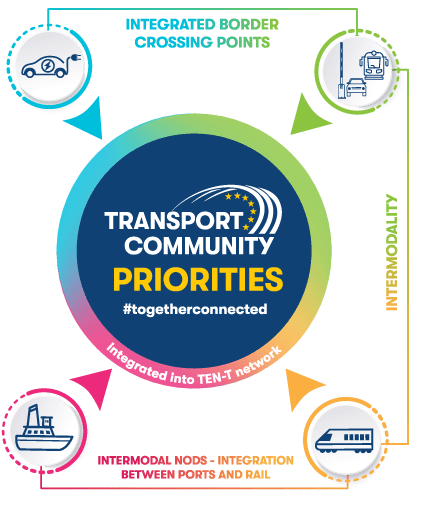 INTEGRATED BORDER
CROSSING POINTS
INTERMODALITY
TRANSPORT
COMMUNITY
PRIORITIES
#togetherconnected
Integrated into TEN-T network
INTERMODAL NODS - INTEGRATION
BETWEEN PORTS AND RAIL